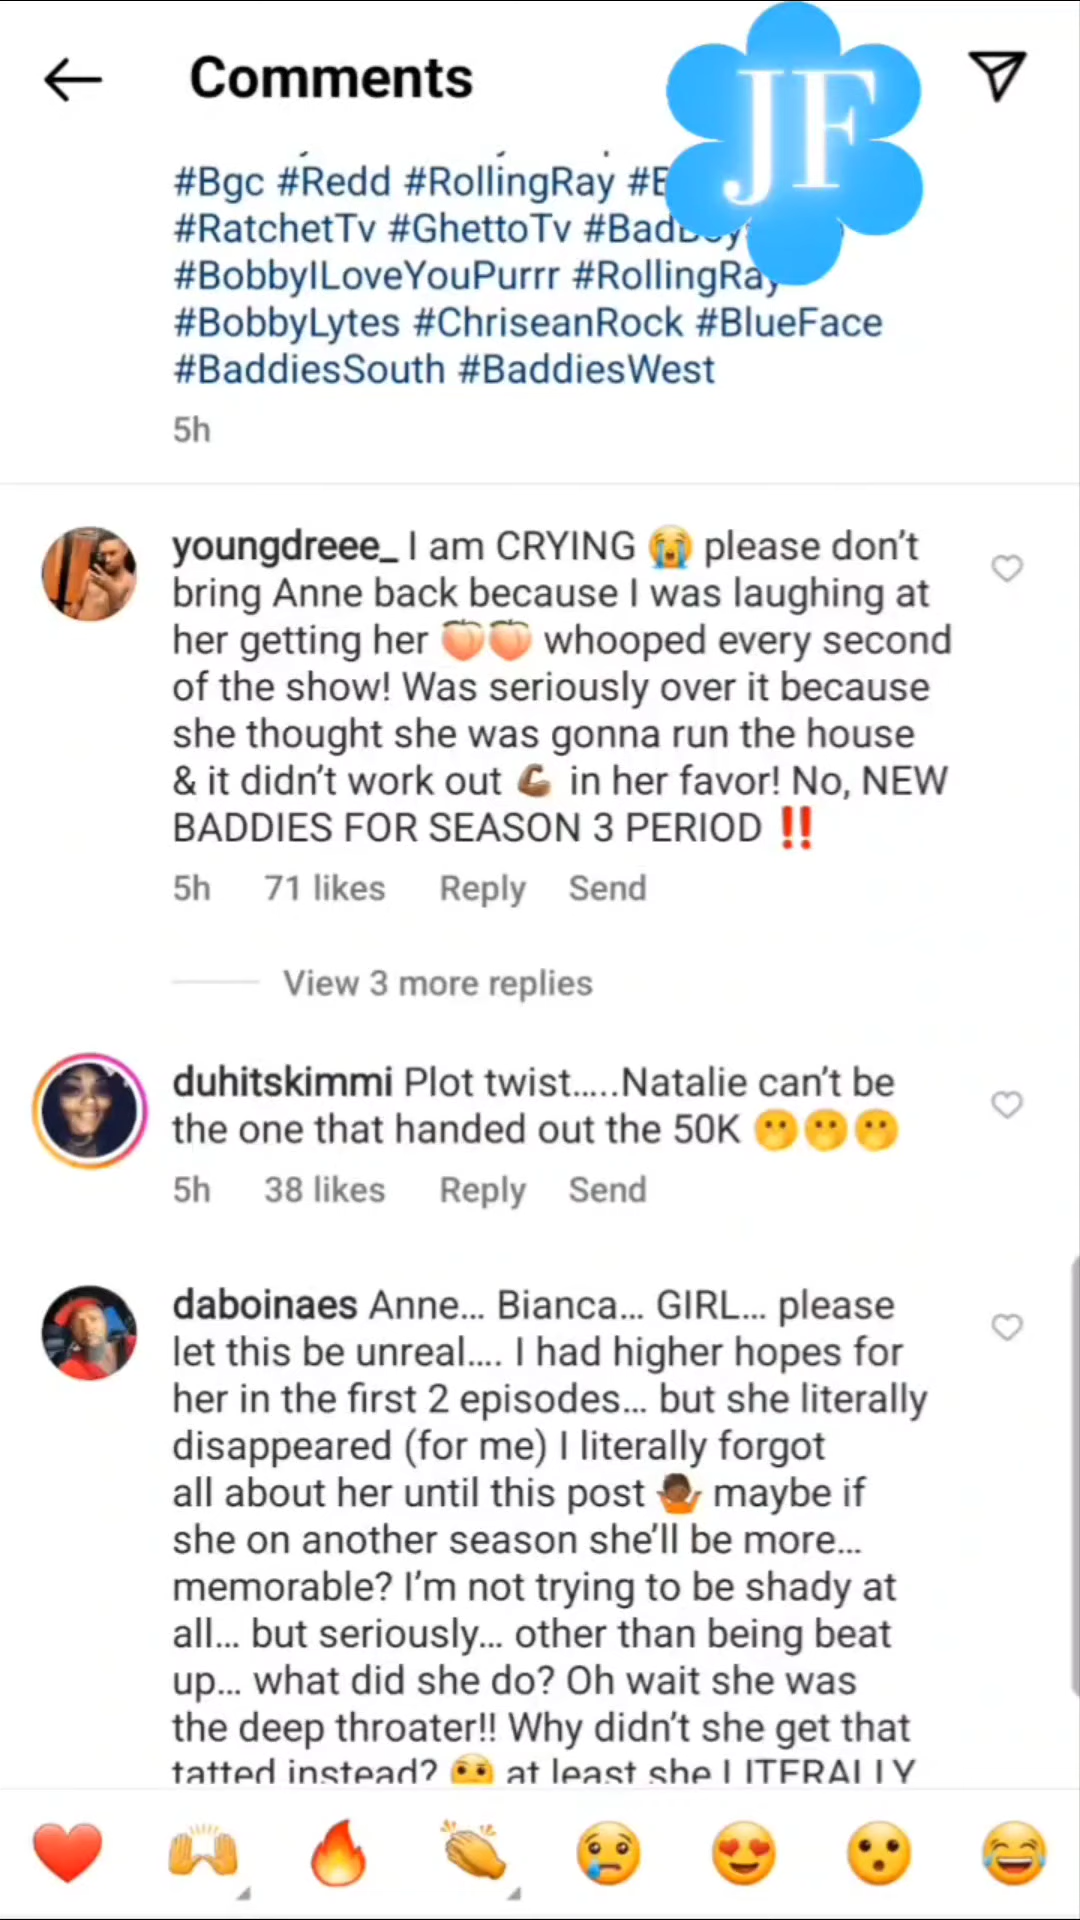 Comments
JF
#Bgc #Redd #RollingRay
#RatchetTv #GhettoTv
#BobbyILoveYouPurrr #RollingRay
#BobbyLytes #ChriseanRock #BlueFace
#BaddiesSouth #BaddiesWest
5h
youngdreee_ I am CRYING 😭 please don’t
bring Anne back because I was laughing at
her getting her 🍑🍑 whooped every second
of the show! Was seriously over it because
she thought she was gonna run the house
& it didn’t work out 💪🏾 in her favor! No, NEW
BADDIES FOR SEASON 3 PERIOD ‼️
5h 71 likes Reply Send
View 3 more replies
duhitskimmi Plot twist.....Natalie can’t be
the one that handed out the 50K 🫢🫢🫢
5h 38 likes Reply Send
daboinaes Anne... Bianca... GIRL... please
let this be unreal.... I had higher hopes for
her in the first 2 episodes... but she literally
disappeared (for me) I literally forgot
all about her until this post 🤷🏾 maybe if
she on another season she’ll be more...
memorable? I’m not trying to be shady at
all... but seriously... other than being beat
up... what did she do? Oh wait she was
the deep throater!! Why didn’t she get that
tatted instead? 🤨 at least she LITERALLY